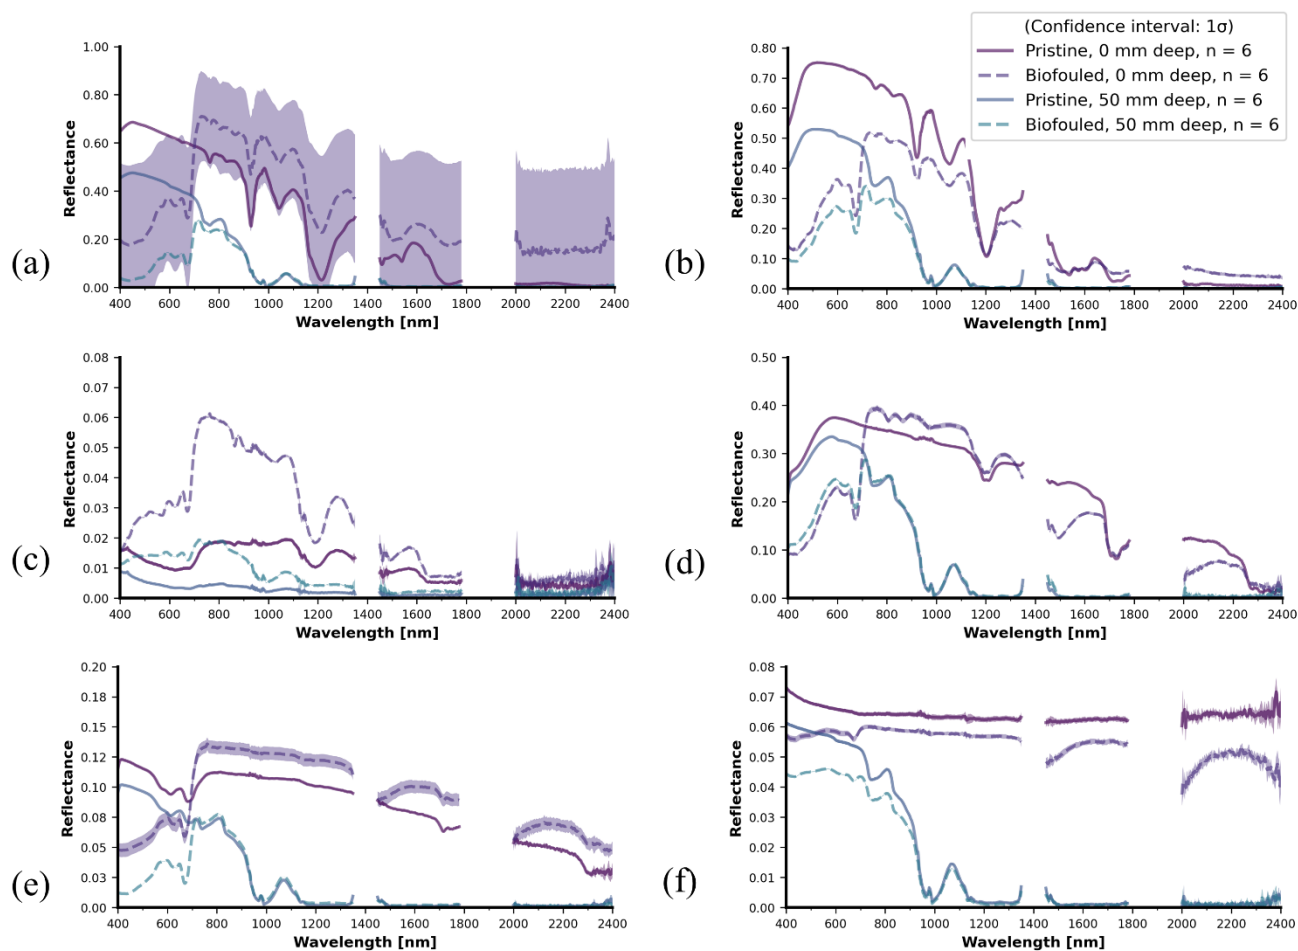 (Confidence interval: 1σ)
Pristine, 0 mm deep, n = 6
Biofouled, 0 mm deep, n = 6
Pristine, 50 mm deep, n = 6
Biofouled, 50 mm deep, n = 6
(a)
Reflectance
1.00
0.80
0.60
0.40
0.20
0.00
400 600 800 1000 1200 1400 1600 1800 2000 2200 2400
Wavelength [nm]
(b)
Reflectance
0.80
0.70
0.60
0.50
0.40
0.30
0.20
0.10
0.00
400 600 800 1000 1200 1400 1600 1800 2000 2200 2400
Wavelength [nm]
(c)
Reflectance
0.08
0.07
0.06
0.05
0.04
0.03
0.02
0.01
0.00
400 600 800 1000 1200 1400 1600 1800 2000 2200 2400
Wavelength [nm]
(d)
Reflectance
0.50
0.40
0.30
0.20
0.10
0.00
400 600 800 1000 1200 1400 1600 1800 2000 2200 2400
Wavelength [nm]
(e)
Reflectance
0.20
0.18
0.15
0.12
0.10
0.08
0.05
0.03
0.00
400 600 800 1000 1200 1400 1600 1800 2000 2200 2400
Wavelength [nm]
(f)
Reflectance
0.08
0.07
0.06
0.05
0.04
0.03
0.02
0.01
0.00
400 600 800 1000 1200 1400 1600 1800 2000 2200 2400
Wavelength [nm]